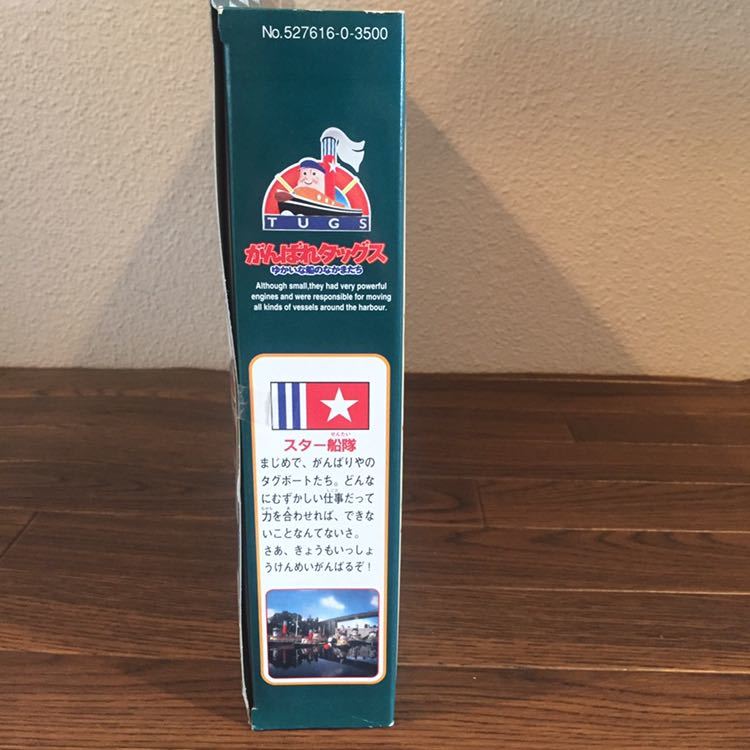 No.527616-0-3500
TUGS
がんばれタッグス
ゆかいな船のなかまたち
Although small,they had very powerful
engines and were responsible for moving
all kinds of vessels around the harbour.
せんたい
スター船隊
まじめで、がんばりやの
タグボートたち。どんな
にむずかしい仕事だって
力を合わせれば、できな
いことなんてないさ。
さあ、きょうもいっしょ
うけんめいがんばるぞ！